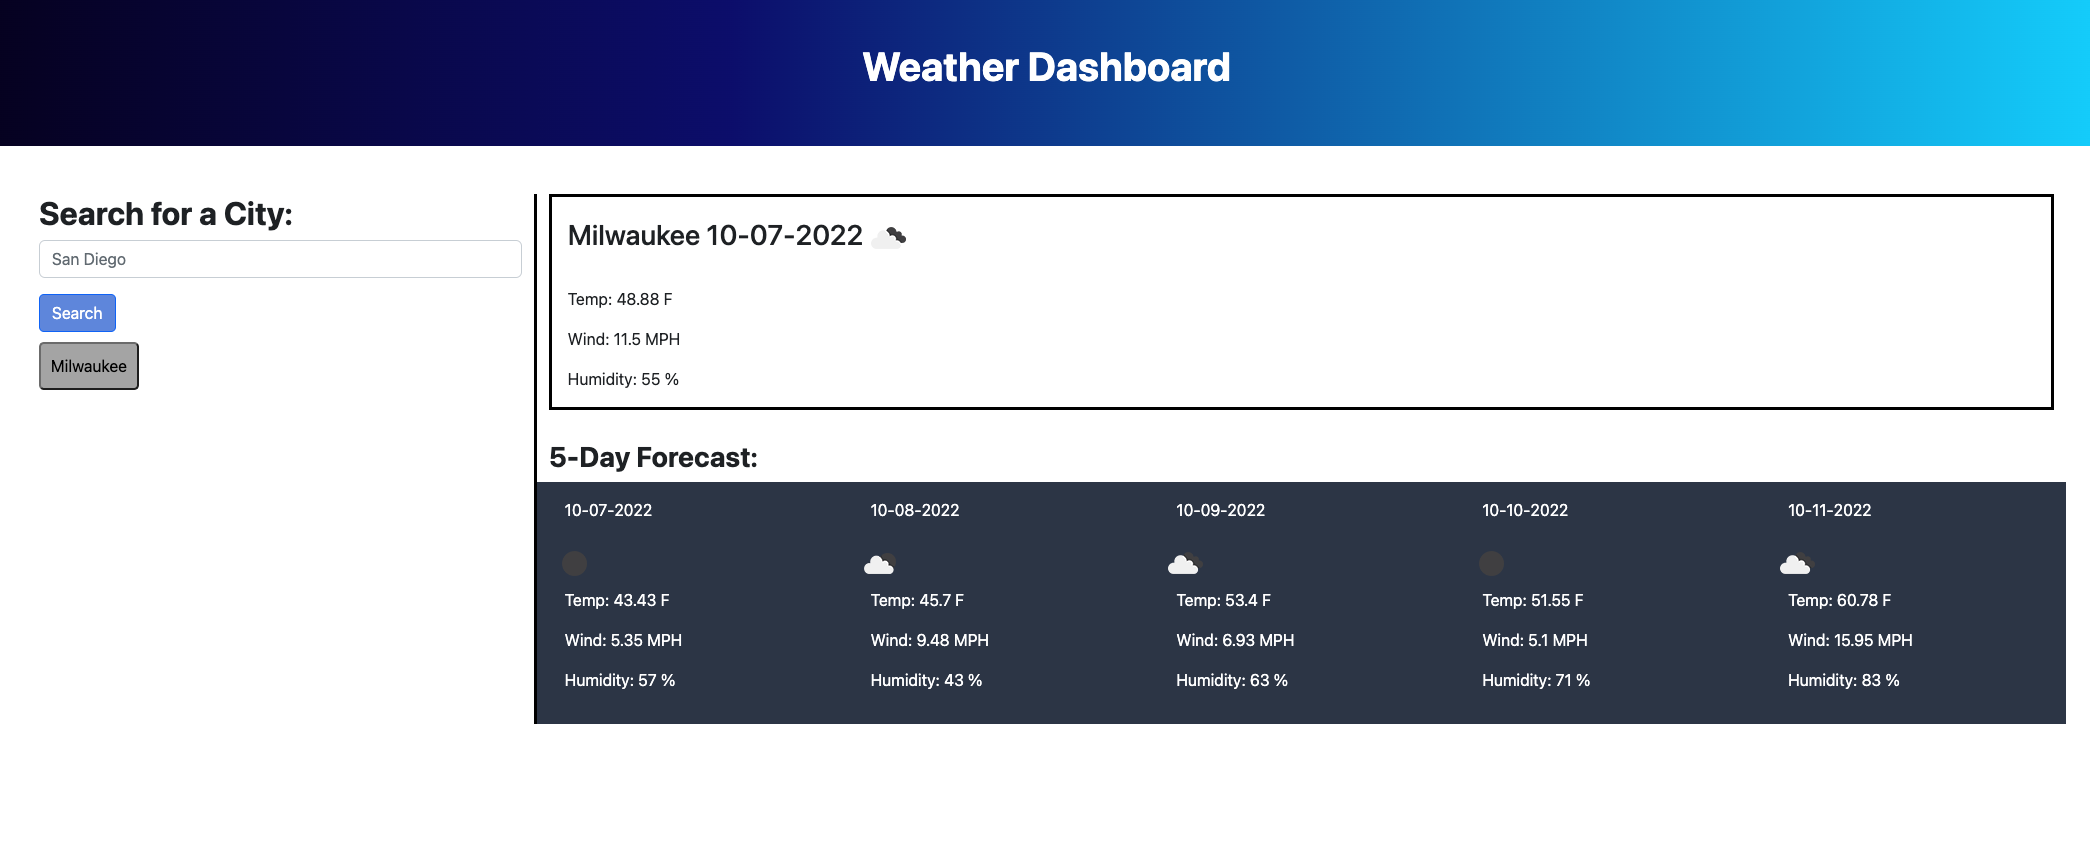 Weather Dashboard
Search for a City:
San Diego
Search
Milwaukee
Milwaukee 10-07-2022
Temp: 48.88 F
Wind: 11.5 MPH
Humidity: 55 %
5-Day Forecast:
10-07-2022
Temp: 43.43 F
Wind: 5.35 MPH
Humidity: 57 %
10-08-2022
Temp: 45.7 F
Wind: 9.48 MPH
Humidity: 43 %
10-09-2022
Temp: 53.4 F
Wind: 6.93 MPH
Humidity: 63 %
10-10-2022
Temp: 51.55 F
Wind: 5.1 MPH
Humidity: 71 %
10-11-2022
Temp: 60.78 F
Wind: 15.95 MPH
Humidity: 83 %